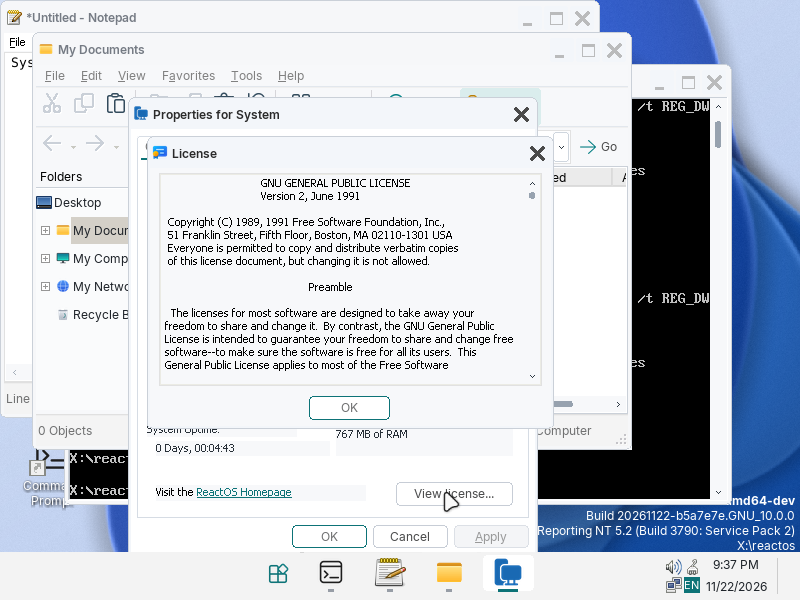 *Untitled - Notepad
File
My Documents
File Edit View Favorites Tools Help
Go
Folders
Desktop
My Docum
My Comp
My Netwo
Recycle B
0 Objects
Computer
/t REG_DW
es
/t REG_DW
es
X:\react
X:\react
Properties for System
License
GNU GENERAL PUBLIC LICENSE
Version 2, June 1991
Copyright (C) 1989, 1991 Free Software Foundation, Inc.,
51 Franklin Street, Fifth Floor, Boston, MA 02110-1301 USA
Everyone is permitted to copy and distribute verbatim copies
of this license document, but changing it is not allowed.
Preamble
The licenses for most software are designed to take away your
freedom to share and change it. By contrast, the GNU General Public
License is intended to guarantee your freedom to share and change free
software--to make sure the software is free for all its users. This
General Public License applies to most of the Free Software
OK
System Uptime:
0 Days, 00:04:43
767 MB of RAM
Visit the ReactOS Homepage
View license...
OK Cancel Apply
Line
Comma
Prom
md64-dev
Build 20261122-b5a7e7e.GNU_10.0.0
Reporting NT 5.2 (Build 3790: Service Pack 2)
X:\reactos
9:37 PM
EN 11/22/2026